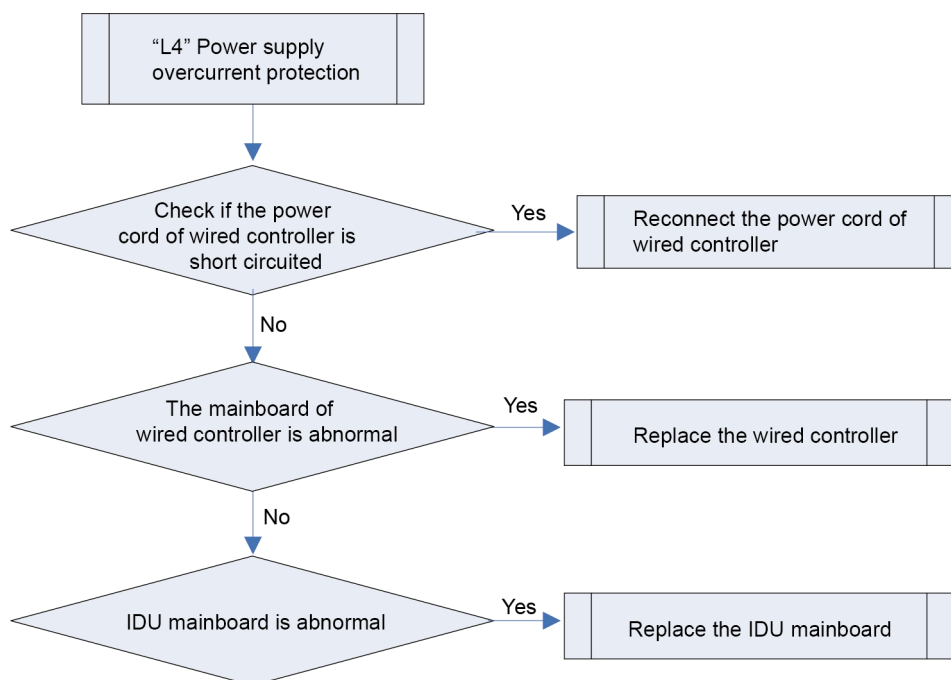 “L4” Power supply
overcurrent protection
Check if the power
cord of wired controller is
short circuited
Yes
Reconnect the power cord of
wired controller
No
The mainboard of
wired controller is abnormal
Yes
Replace the wired controller
No
IDU mainboard is abnormal
Yes
Replace the IDU mainboard